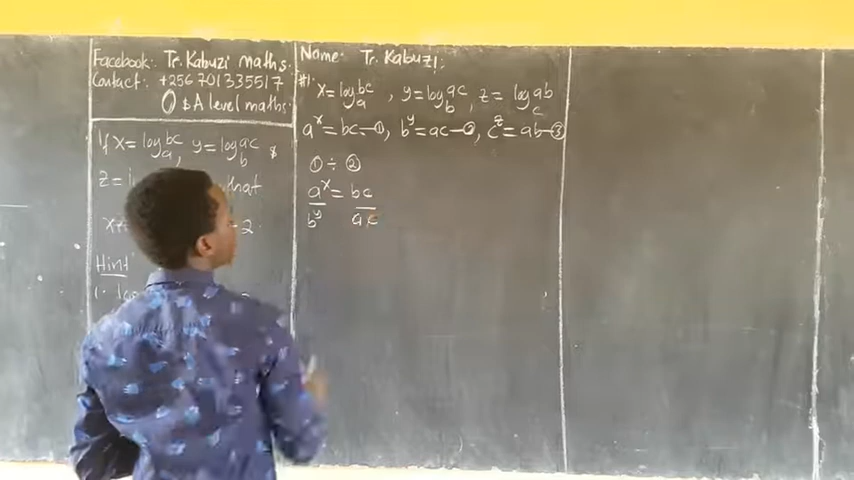 Facebook: Tr. Kabuzi maths.
Contact: +256 701335517
O & A level maths.
If x = log_a bc, y = log_b ac &
z =
that
x+
- 2.
Hint
1.
Name: Tr. Kabuzi.
#1.
x = log_a bc, y = log_b ac, z = log_c ab
a^x = bc —①, b^y = ac —②, c^z = ab —③
① ÷ ②
a^x = bc
b^y ac